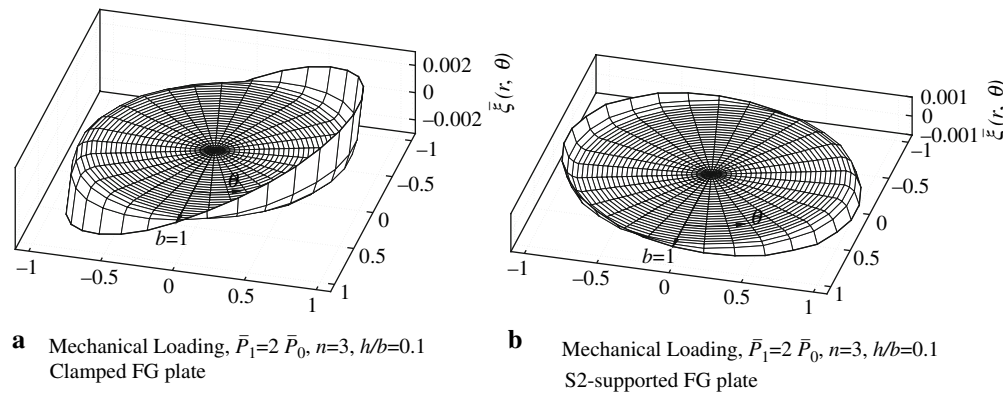 0.002
0
−0.002
ξ̄ (r, θ)
−1
−0.5
0
0.5
1
−1
−0.5
0
0.5
1
θ
b=1
a Mechanical Loading, P̄₁=2 P̄₀, n=3, h/b=0.1
Clamped FG plate
0.001
0
−0.001
ξ̄ (r, θ)
−1
−0.5
0
0.5
1
−1
−0.5
0
0.5
1
θ
b=1
b Mechanical Loading, P̄₁=2 P̄₀, n=3, h/b=0.1
S2-supported FG plate